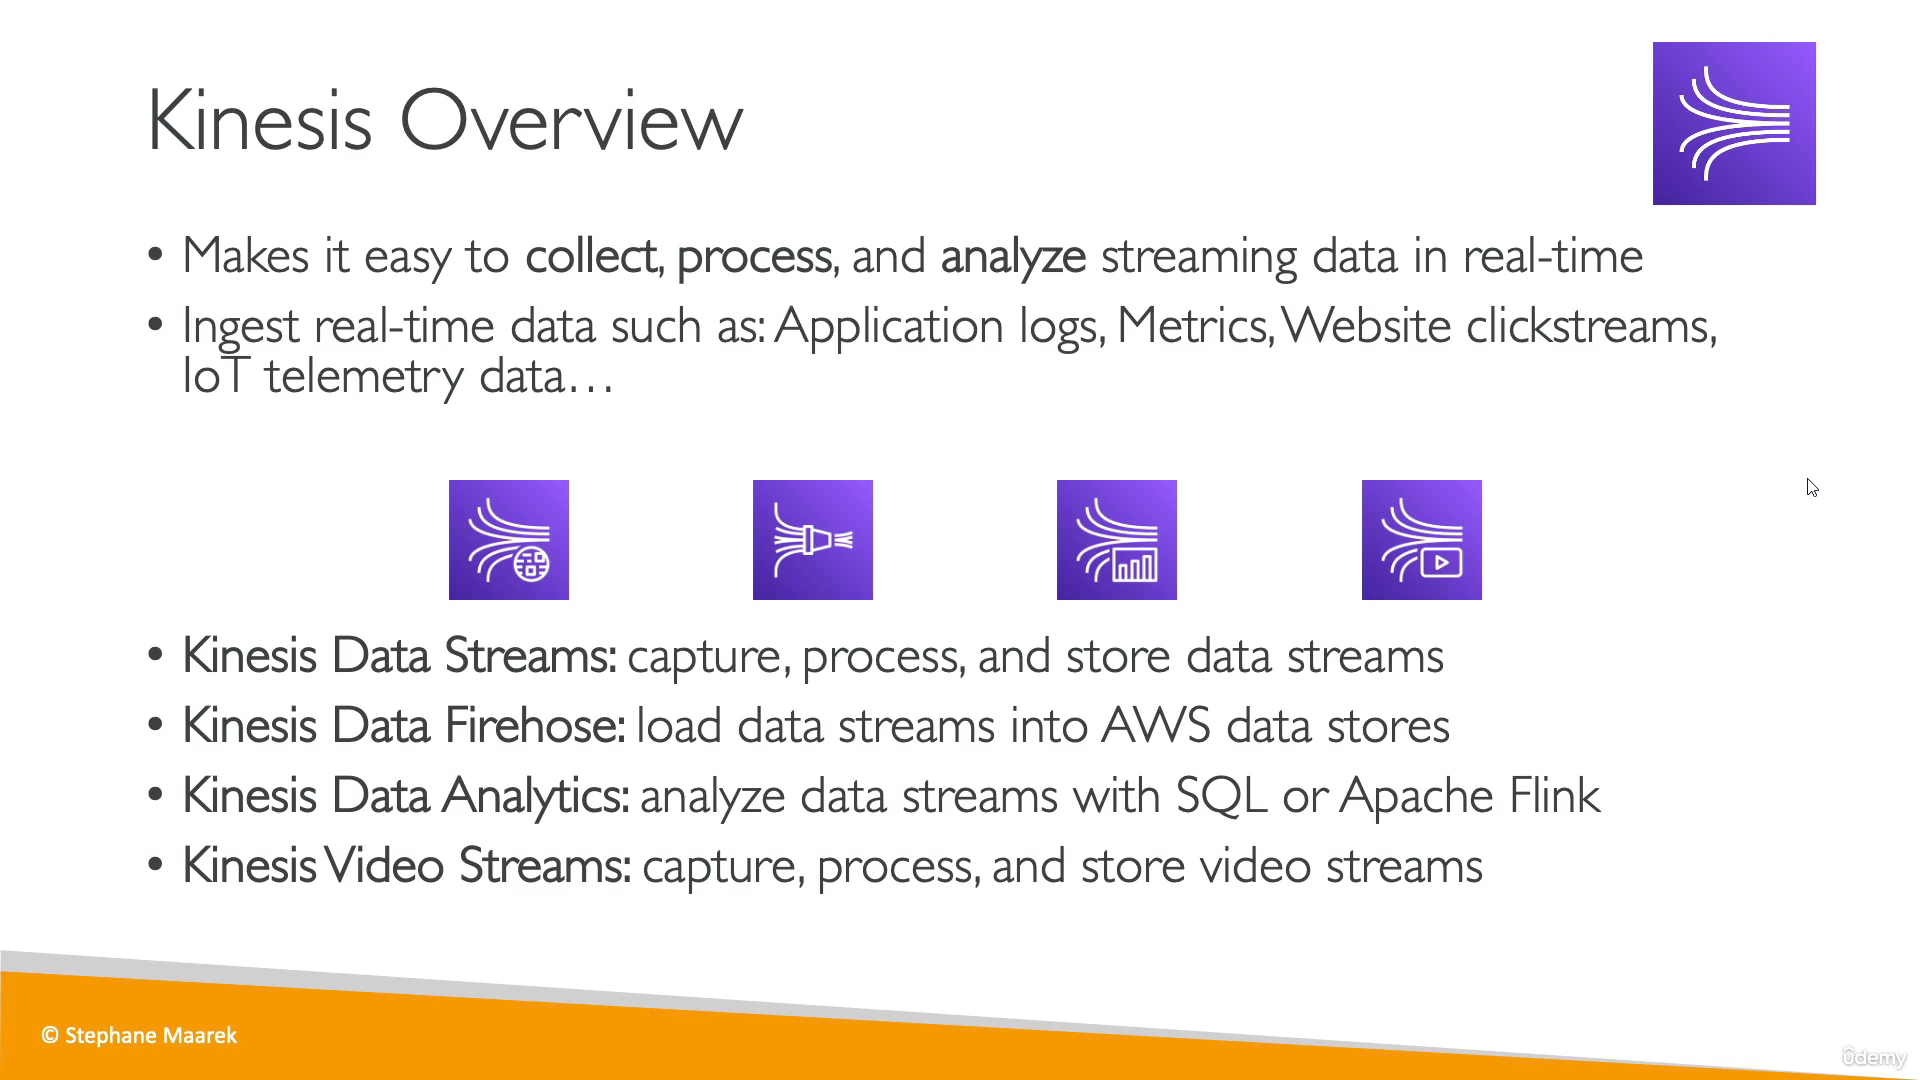 Kinesis Overview
• Makes it easy to collect, process, and analyze streaming data in real-time
• Ingest real-time data such as: Application logs, Metrics, Website clickstreams,
IoT telemetry data…
• Kinesis Data Streams: capture, process, and store data streams
• Kinesis Data Firehose: load data streams into AWS data stores
• Kinesis Data Analytics: analyze data streams with SQL or Apache Flink
• Kinesis Video Streams: capture, process, and store video streams
© Stephane Maarek
ûdemy